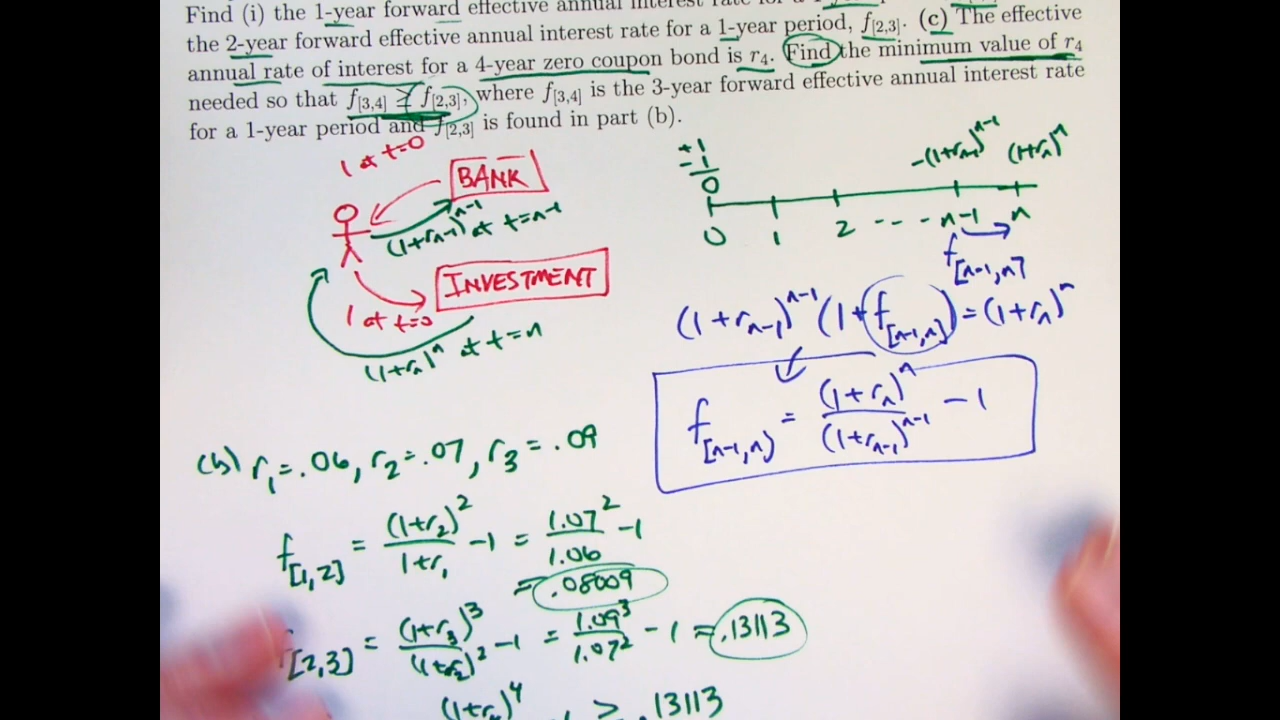 Find (i) the 1-year forward effective annual interest rate for a
the 2-year forward effective annual interest rate for a 1-year period, f[2,3]. (c) The effective
annual rate of interest for a 4-year zero coupon bond is r4. Find the minimum value of r4
needed so that f[3,4] ≥ f[2,3], where f[3,4] is the 3-year forward effective annual interest rate
for a 1-year period and f[2,3] is found in part (b).
1 at t=0
BANK
(1+rn-1)^n-1 at t=n-1
INVESTMENT
1 at t=0
(1+rn)^n at t=n
+1
-1
0
-(1+rn-1)^n-1 (1+rn)^n
0 1 2 ---- n-1 n
f[n-1,n]
(1+rn-1)^n-1 (1+f[n-1,n]) = (1+rn)^n
f[n-1,n] = (1+rn)^n / (1+rn-1)^n-1 - 1
(b) r1=.06, r2=.07, r3=.09
f[1,2] = (1+r2)^2 / 1+r1 - 1 = 1.07^2 / 1.06 - 1
= .08009
f[2,3] = (1+r3)^3 / (1+r2)^2 - 1 = 1.09^3 / 1.07^2 - 1 ≈ .13113
(1+r4)^4 ≥ .13113